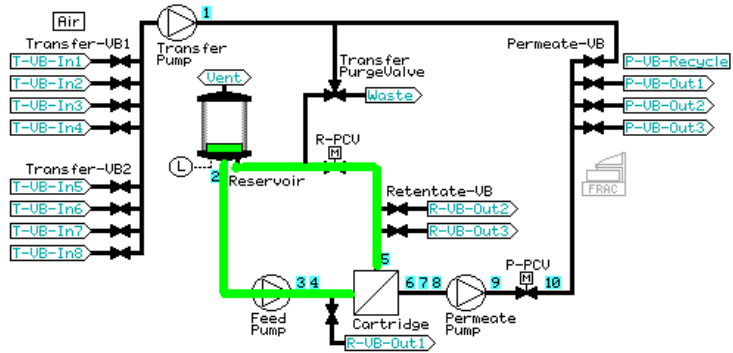 Air
1
Transfer-VB1
Transfer
Pump
Permeate-VB
T-VB-In1
T-VB-In2
T-VB-In3
T-VB-In4
Vent
Transfer
PurgeValve
Waste
P-VB-Recycle
P-VB-Out1
P-VB-Out2
P-VB-Out3
R-PCV
M
Transfer-VB2
L
2
Reservoir
FRAC
T-VB-In5
T-VB-In6
T-VB-In7
T-VB-In8
Retentate-VB
R-VB-Out2
R-VB-Out3
5
P-PCV
M
3 4
6 7 8
9
10
Feed
Pump
Cartridge
Permeate
Pump
R-VB-Out1